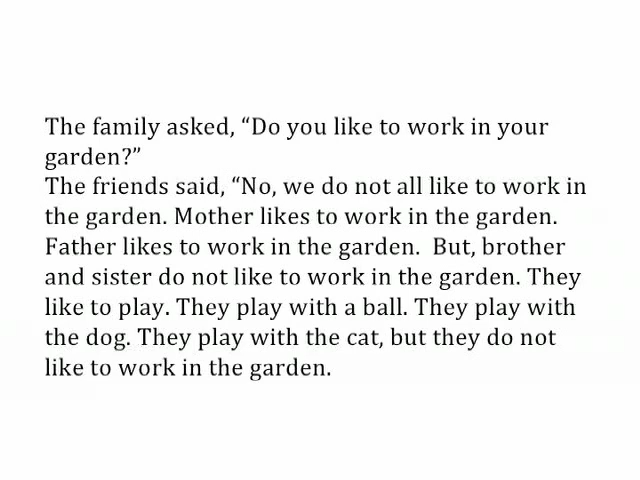 The family asked, “Do you like to work in your
garden?”
The friends said, “No, we do not all like to work in
the garden. Mother likes to work in the garden.
Father likes to work in the garden.  But, brother
and sister do not like to work in the garden. They
like to play. They play with a ball. They play with
the dog. They play with the cat, but they do not
like to work in the garden.